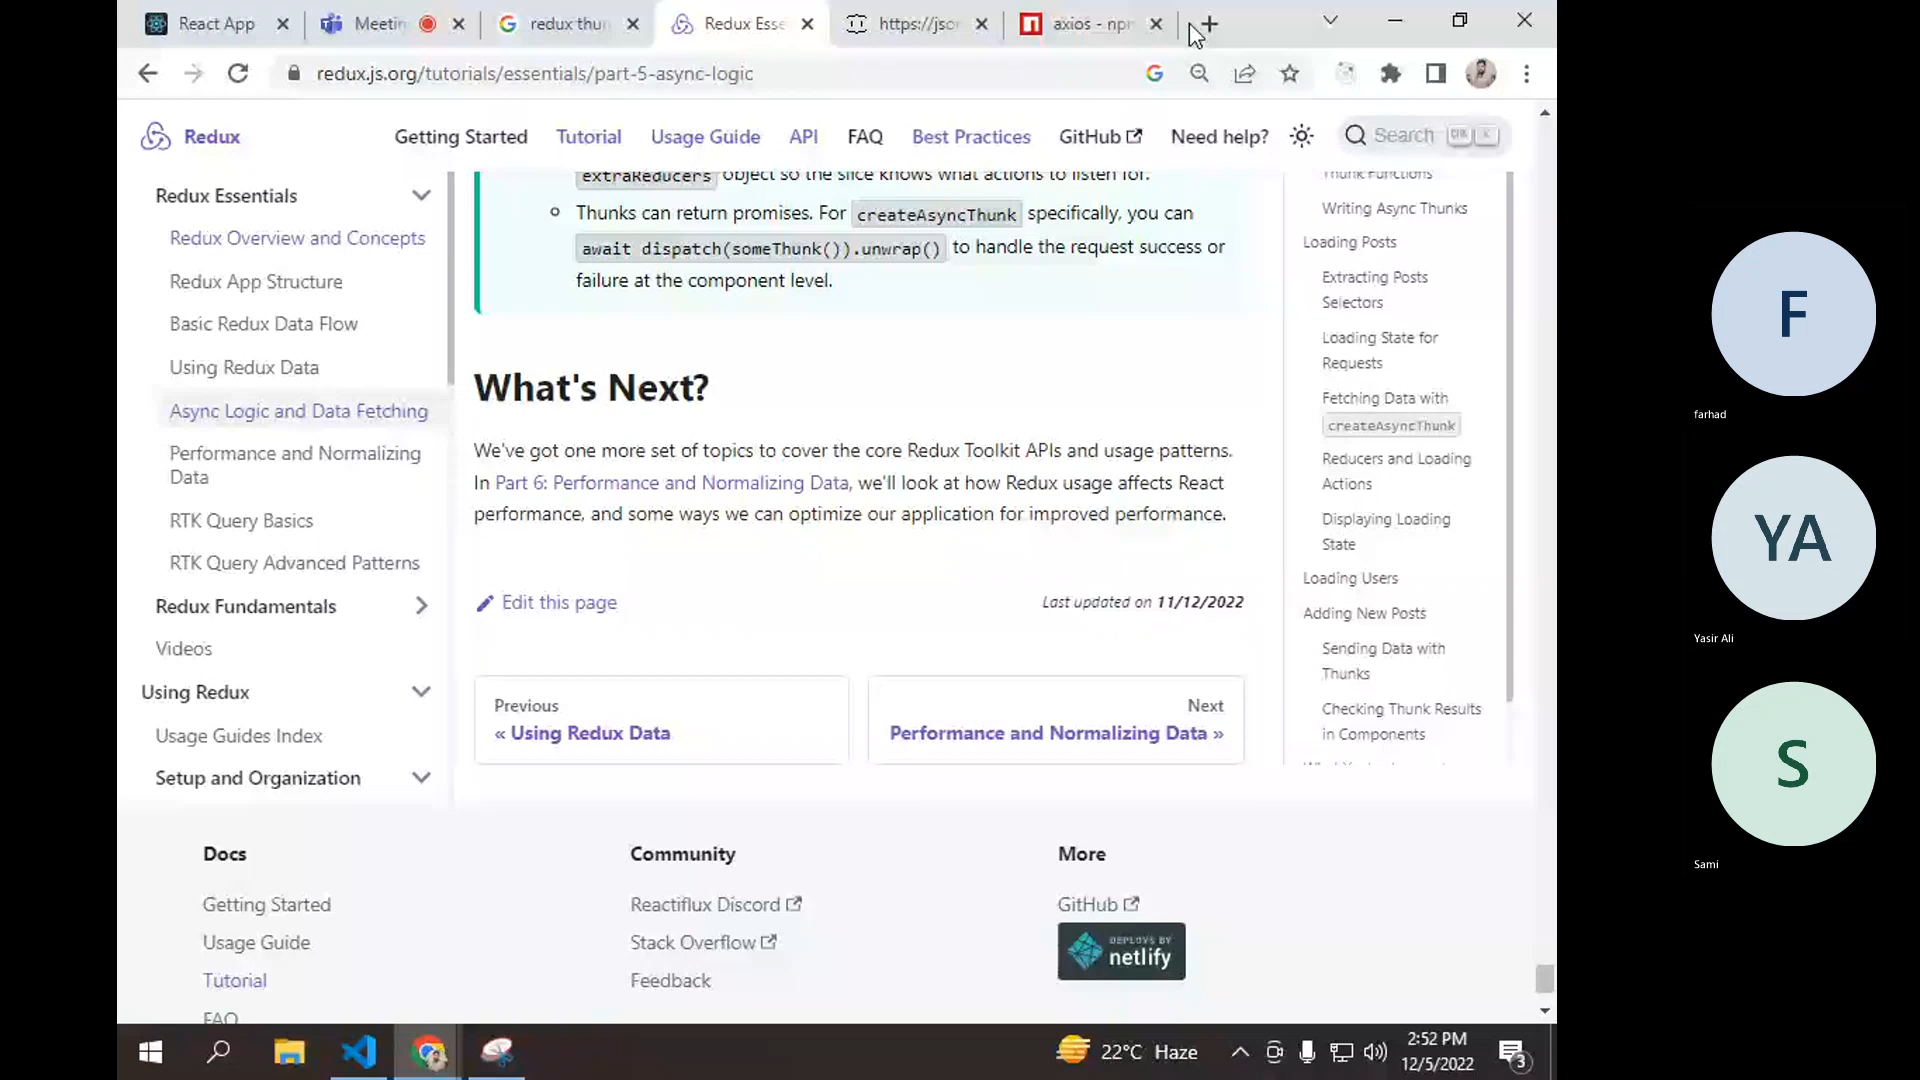 React App
Meetin
redux thun
Redux Esse
https://jso
axios - npm
redux.js.org/tutorials/essentials/part-5-async-logic
Redux
Getting Started
Tutorial
Usage Guide
API
FAQ
Best Practices
GitHub
Need help?
Search
K
Redux Essentials
Redux Overview and Concepts
Redux App Structure
Basic Redux Data Flow
Using Redux Data
Async Logic and Data Fetching
Performance and Normalizing
Data
RTK Query Basics
RTK Query Advanced Patterns
Redux Fundamentals
Videos
Using Redux
Usage Guides Index
Setup and Organization
extraReducers object so the slice knows what actions to listen for.
Thunks can return promises. For createAsyncThunk specifically, you can
await dispatch(someThunk()).unwrap() to handle the request success or
failure at the component level.
What's Next?
We've got one more set of topics to cover the core Redux Toolkit APIs and usage patterns.
In Part 6: Performance and Normalizing Data, we'll look at how Redux usage affects React
performance, and some ways we can optimize our application for improved performance.
Edit this page
Last updated on 11/12/2022
Previous
« Using Redux Data
Next
Performance and Normalizing Data »
Thunk Functions
Writing Async Thunks
Loading Posts
Extracting Posts
Selectors
Loading State for
Requests
Fetching Data with
createAsyncThunk
Reducers and Loading
Actions
Displaying Loading
State
Loading Users
Adding New Posts
Sending Data with
Thunks
Checking Thunk Results
in Components
Docs
Getting Started
Usage Guide
Tutorial
FAQ
Community
Reactiflux Discord
Stack Overflow
Feedback
More
GitHub
DEPLOYS BY
netlify
22°C Haze
2:52 PM
12/5/2022
3
F
farhad
YA
Yasir Ali
S
Sami